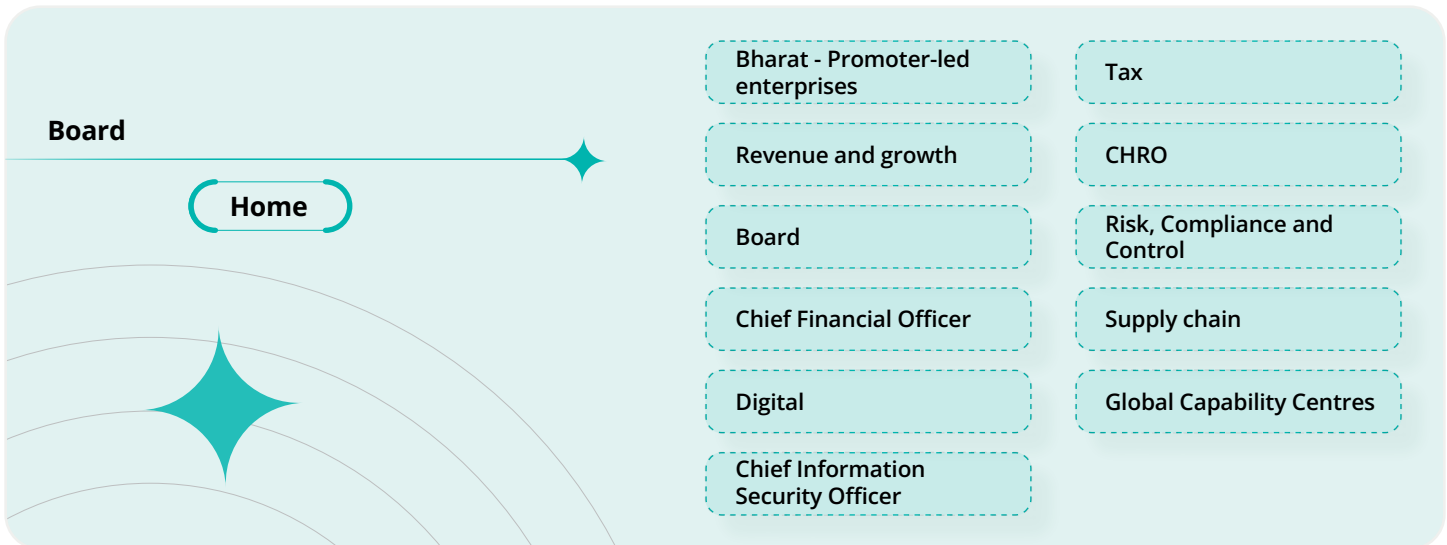 Board
Home
Bharat - Promoter-led
enterprises
Revenue and growth
Board
Chief Financial Officer
Digital
Chief Information
Security Officer
Tax
CHRO
Risk, Compliance and
Control
Supply chain
Global Capability Centres